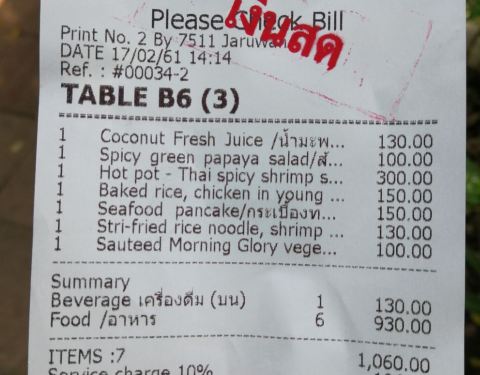 Please Check Bill
เงินสด
Print No. 2 By 7511 Jaruwan
DATE 17/02/61 14:14
Ref. : #00034-2
TABLE B6 (3)
1 Coconut Fresh Juice /น้ำมะพ... 130.00
1 Spicy green papaya salad/ส้... 100.00
1 Hot pot - Thai spicy shrimp s... 300.00
1 Baked rice, chicken in young ... 150.00
1 Seafood pancake/กระเบื้องท... 150.00
1 Stri-fried rice noodle, shrimp ... 130.00
1 Sauteed Morning Glory vege... 100.00
Summary
Beverage เครื่องดื่ม (บน) 1 130.00
Food /อาหาร 6 930.00
ITEMS :7 1,060.00
Service charge 10%